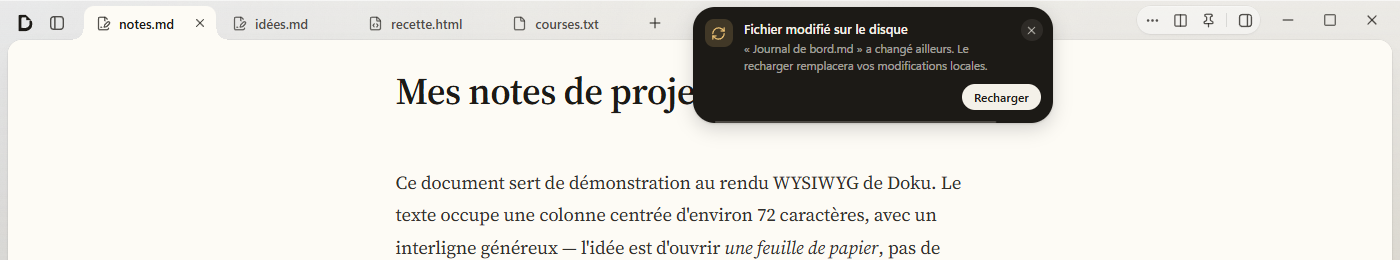 notes.md
idées.md
recette.html
courses.txt
Fichier modifié sur le disque
« Journal de bord.md » a changé ailleurs. Le
recharger remplacera vos modifications locales.
Recharger
Mes notes de proje
Ce document sert de démonstration au rendu WYSIWYG de Doku. Le
texte occupe une colonne centrée d'environ 72 caractères, avec un
interligne généreux — l'idée est d'ouvrir une feuille de papier, pas de